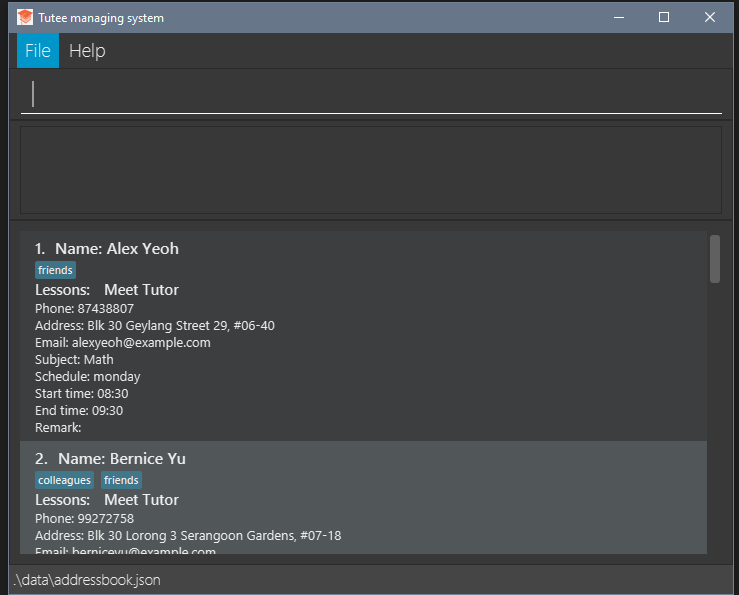 Tutee managing system
File Help
1. Name: Alex Yeoh
friends
Lessons: Meet Tutor
Phone: 87438807
Address: Blk 30 Geylang Street 29, #06-40
Email: alexyeoh@example.com
Subject: Math
Schedule: monday
Start time: 08:30
End time: 09:30
Remark:
2. Name: Bernice Yu
colleagues friends
Lessons: Meet Tutor
Phone: 99272758
Address: Blk 30 Lorong 3 Serangoon Gardens, #07-18
Email: berniceyu@example.com
.\data\addressbook.json